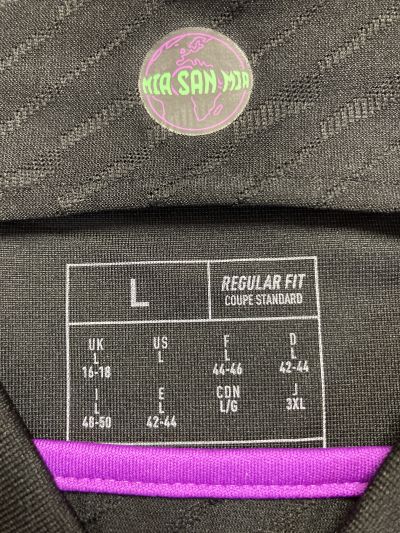 MIA SAN MIA
L
REGULAR FIT
COUPE STANDARD
UK US F D
L L L L
16-18 44-46 42-44
I E CDN J
L L L/G 3XL
48-50 42-44